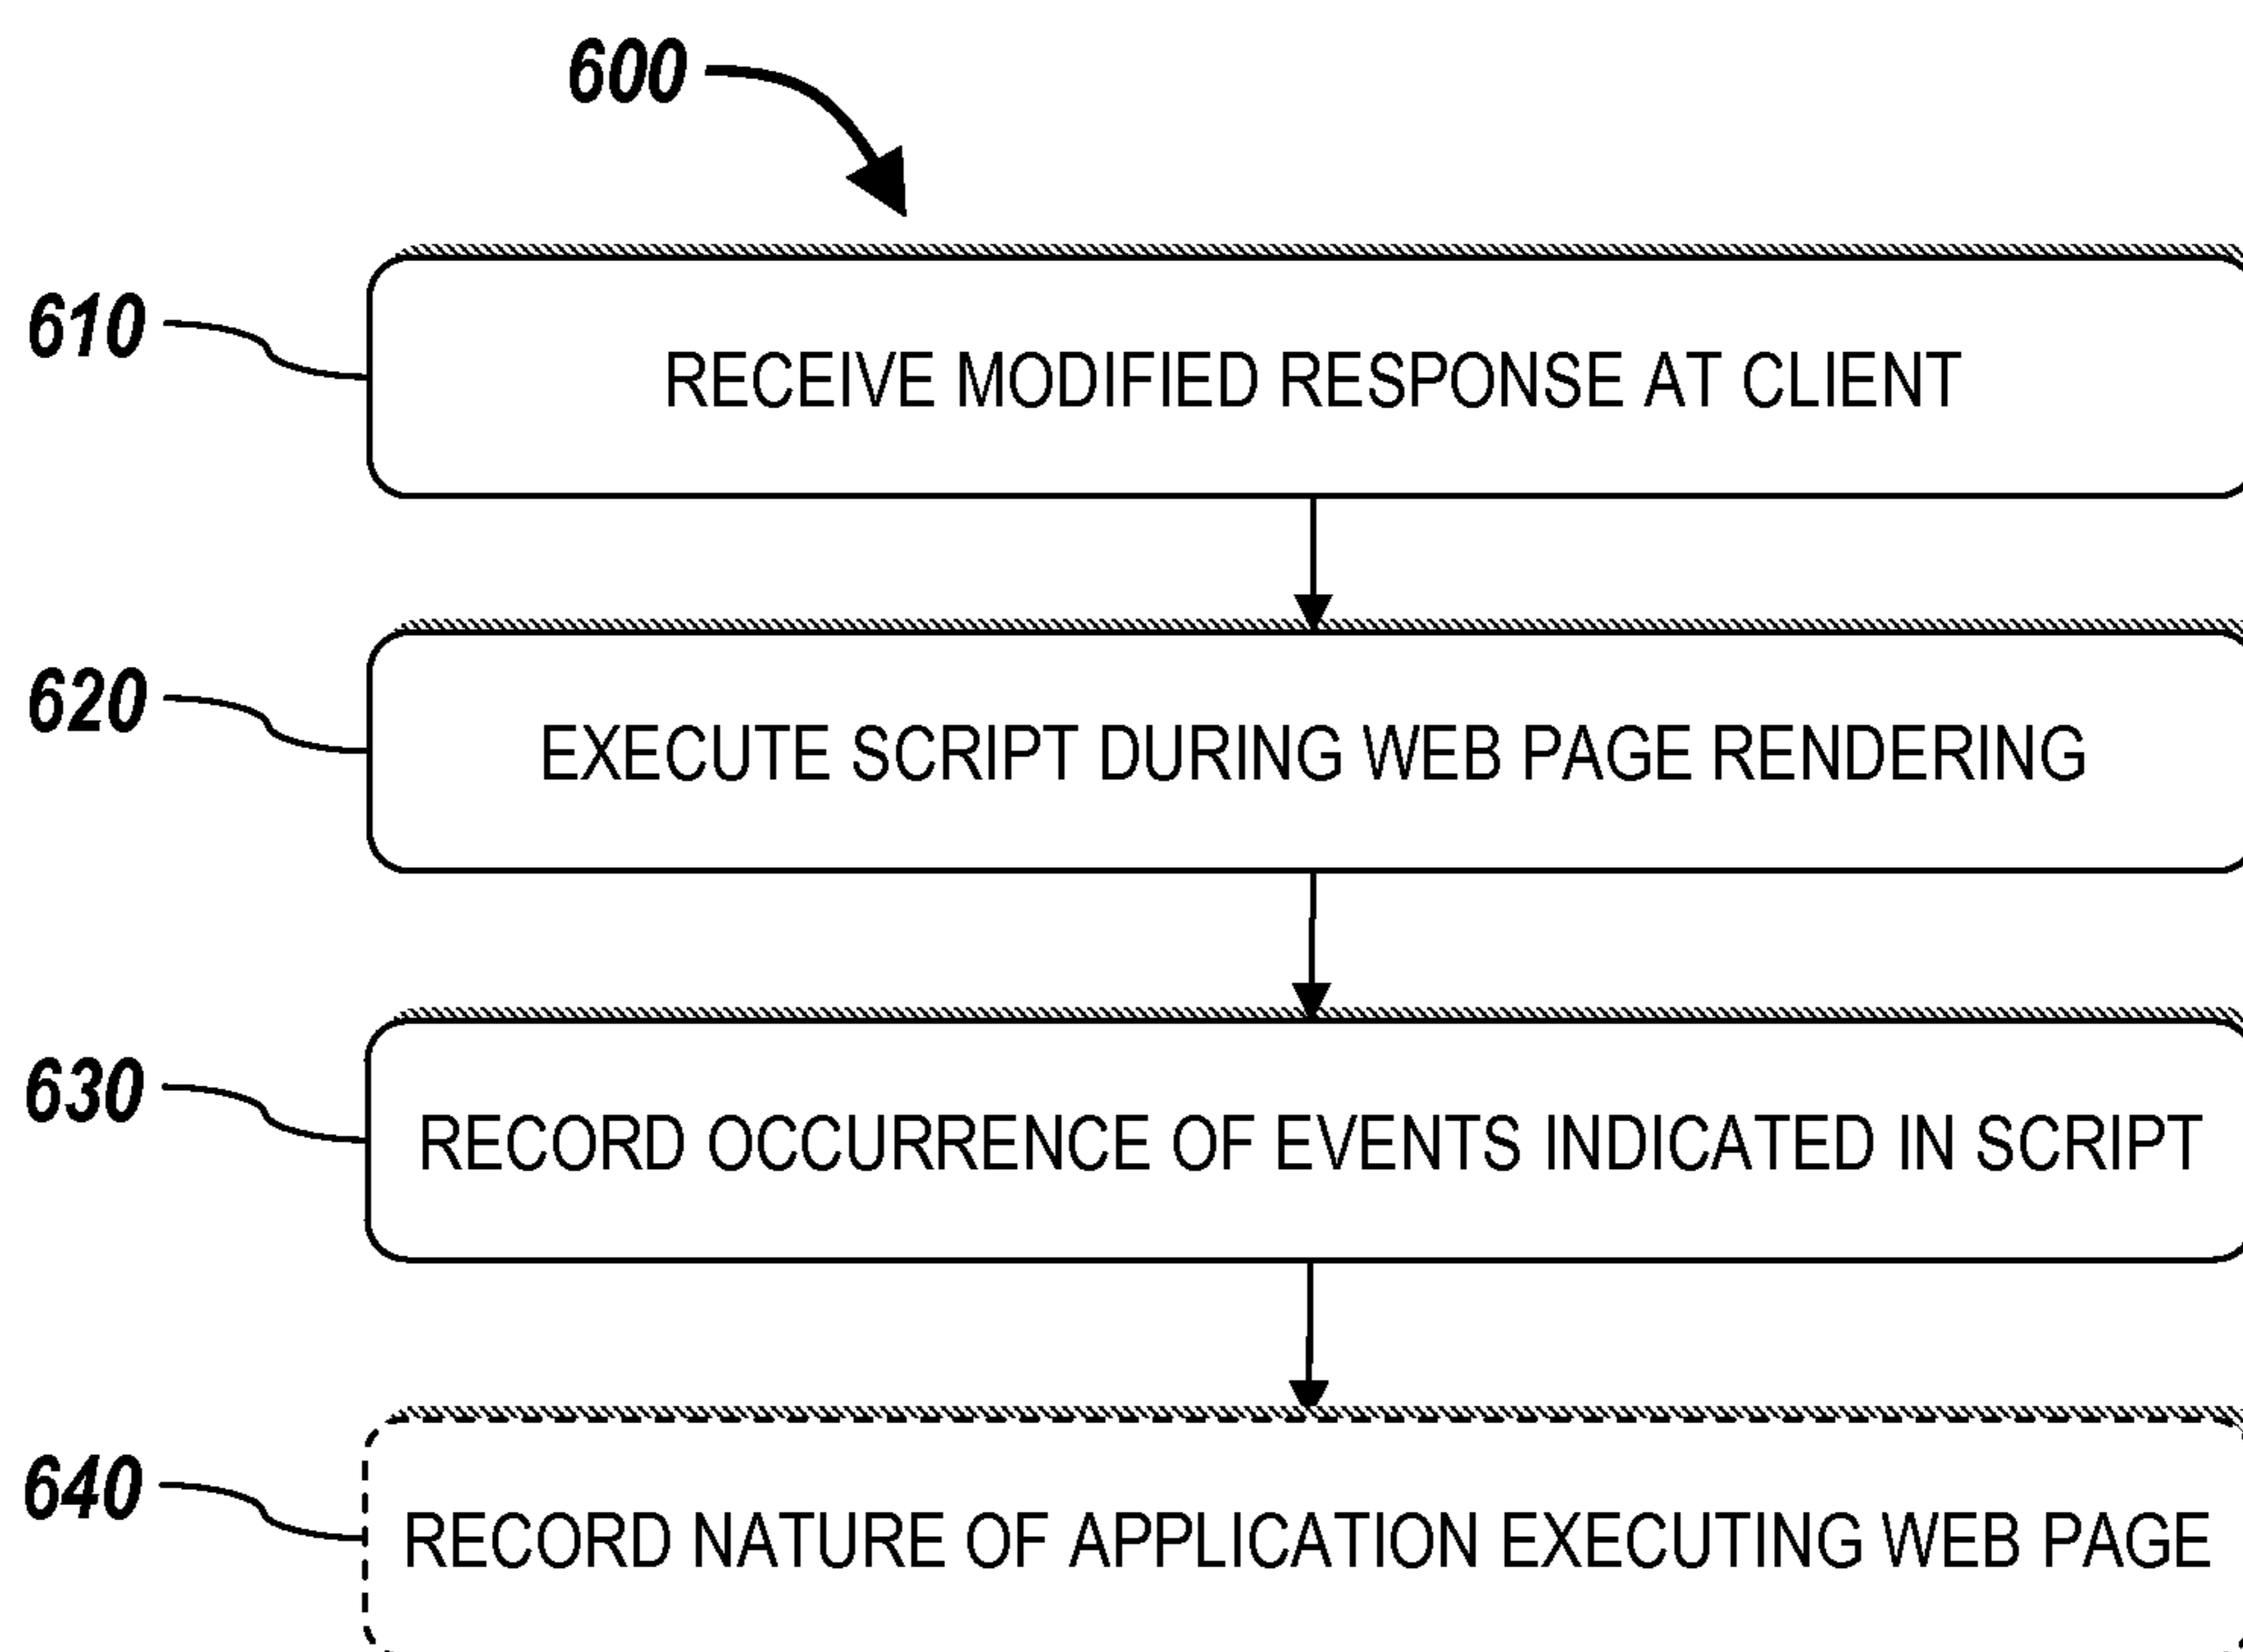 600
610
RECEIVE MODIFIED RESPONSE AT CLIENT
620
EXECUTE SCRIPT DURING WEB PAGE RENDERING
630
RECORD OCCURRENCE OF EVENTS INDICATED IN SCRIPT
640
RECORD NATURE OF APPLICATION EXECUTING WEB PAGE